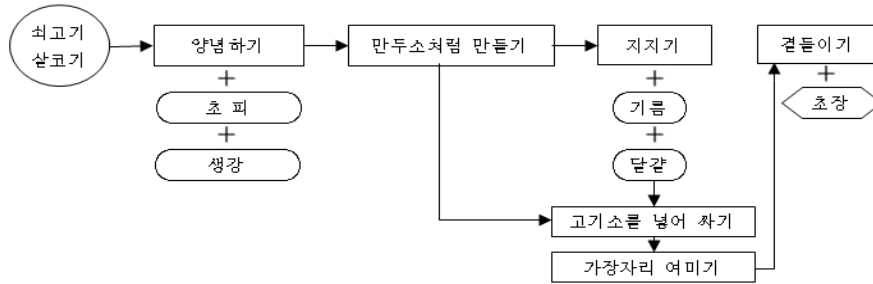 쇠고기
살코기
양념하기
만두소처럼 만들기
지지기
곁들이기
+
+
+
초 피
기름
초장
+
+
생강
달걀
고기소를 넣어 싸기
가장자리 여미기